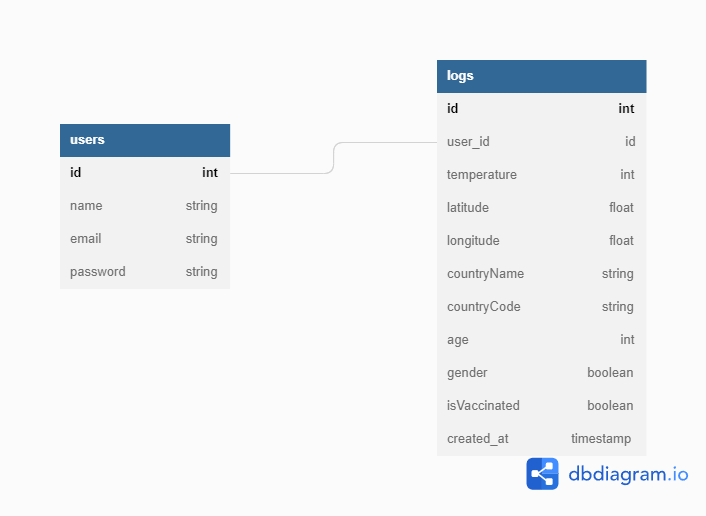 users
id int
name string
email string
password string
logs
id int
user_id id
temperature int
latitude float
longitude float
countryName string
countryCode string
age int
gender boolean
isVaccinated boolean
created_at timestamp
dbdiagram.io